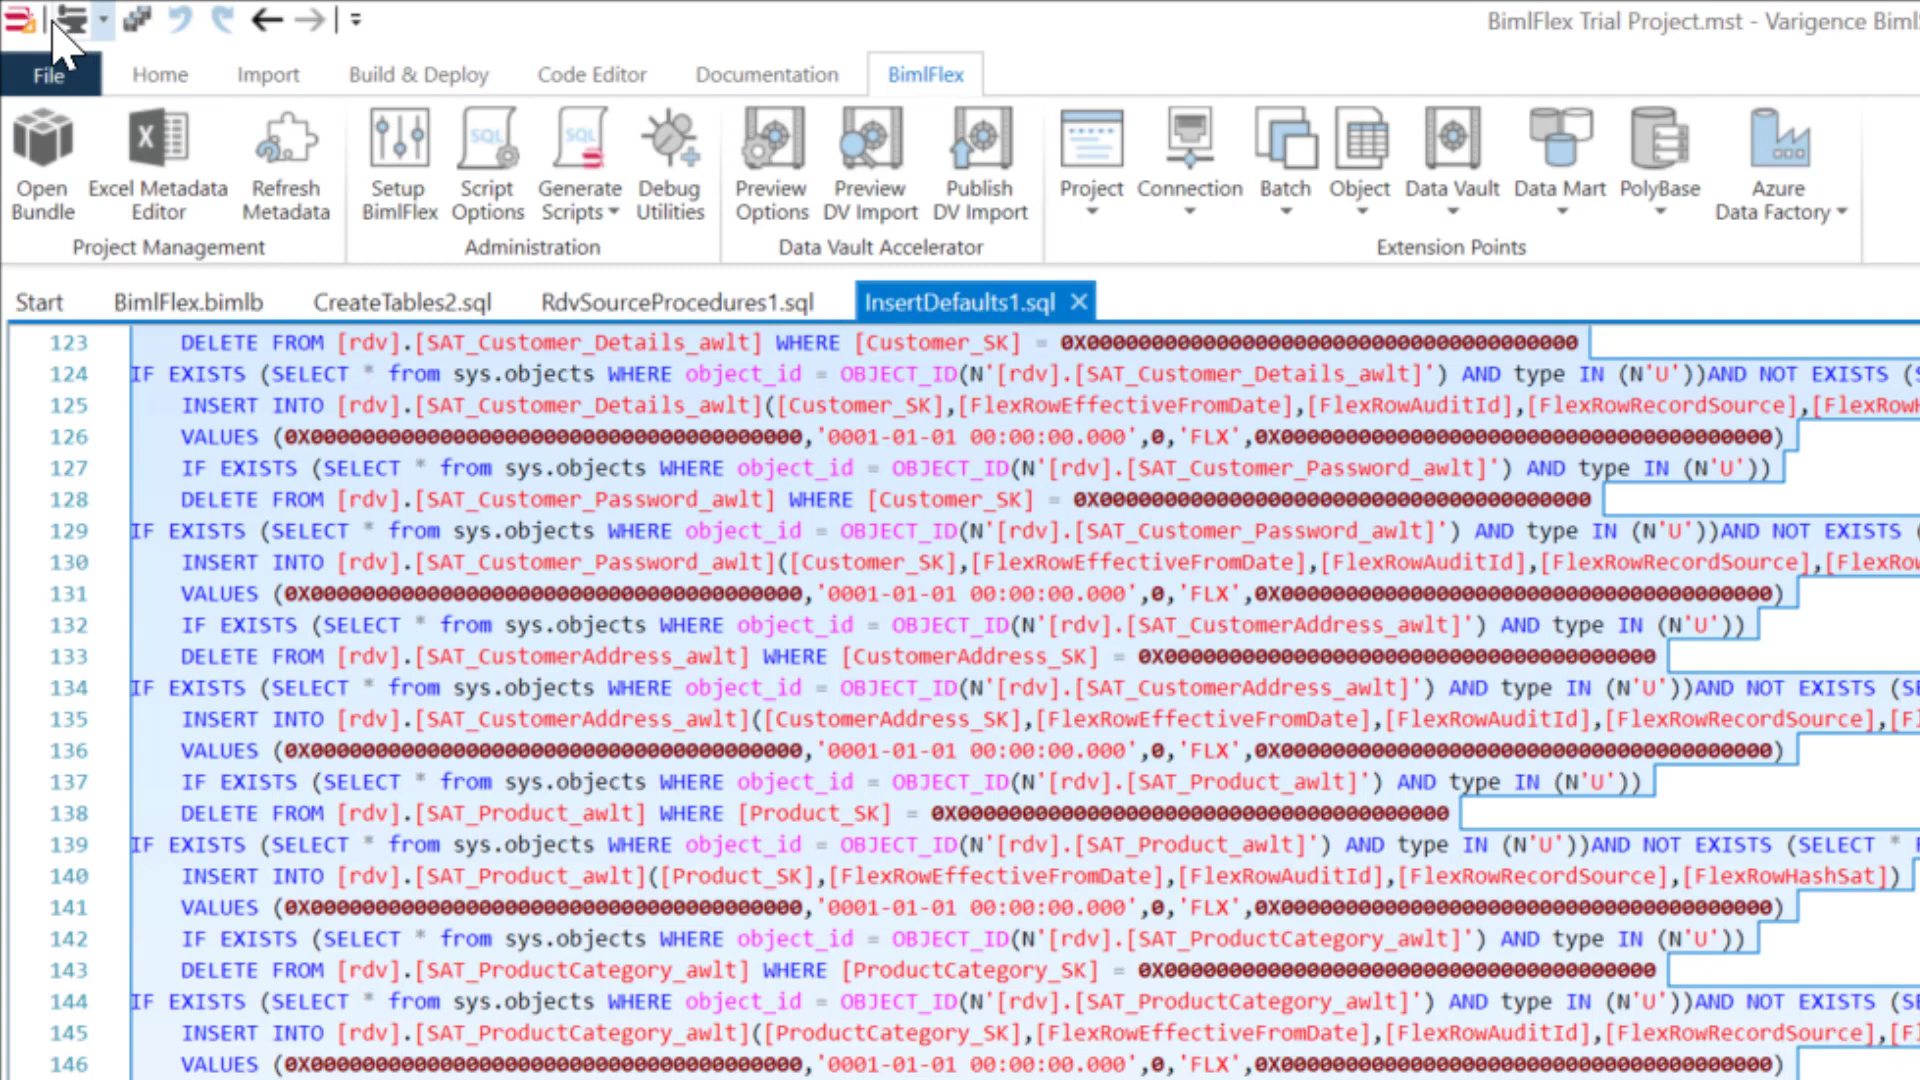 BimlFlex Trial Project.mst - Varigence Biml
File Home Import Build & Deploy Code Editor Documentation BimlFlex
Open Bundle
Excel Metadata Editor
Refresh Metadata
Setup BimlFlex
Script Options
Generate Scripts
Debug Utilities
Preview Options
Preview DV Import
Publish DV Import
Project
Connection
Batch
Object
Data Vault
Data Mart
PolyBase
Azure Data Factory
Project Management Administration Data Vault Accelerator Extension Points
Start BimlFlex.bimlb CreateTables2.sql RdvSourceProcedures1.sql InsertDefaults1.sql
123 DELETE FROM [rdv].[SAT_Customer_Details_awlt] WHERE [Customer_SK] = 0X0000000000000000000000000000000000000000
124 IF EXISTS (SELECT * from sys.objects WHERE object_id = OBJECT_ID(N'[rdv].[SAT_Customer_Details_awlt]') AND type IN (N'U'))AND NOT EXISTS (
125 INSERT INTO [rdv].[SAT_Customer_Details_awlt]([Customer_SK],[FlexRowEffectiveFromDate],[FlexRowAuditId],[FlexRowRecordSource],[FlexRow
126 VALUES (0X0000000000000000000000000000000000000000,'0001-01-01 00:00:00.000',0,'FLX',0X0000000000000000000000000000000000000000)
127 IF EXISTS (SELECT * from sys.objects WHERE object_id = OBJECT_ID(N'[rdv].[SAT_Customer_Password_awlt]') AND type IN (N'U'))
128 DELETE FROM [rdv].[SAT_Customer_Password_awlt] WHERE [Customer_SK] = 0X0000000000000000000000000000000000000000
129 IF EXISTS (SELECT * from sys.objects WHERE object_id = OBJECT_ID(N'[rdv].[SAT_Customer_Password_awlt]') AND type IN (N'U'))AND NOT EXISTS (
130 INSERT INTO [rdv].[SAT_Customer_Password_awlt]([Customer_SK],[FlexRowEffectiveFromDate],[FlexRowAuditId],[FlexRowRecordSource],[FlexRow
131 VALUES (0X0000000000000000000000000000000000000000,'0001-01-01 00:00:00.000',0,'FLX',0X0000000000000000000000000000000000000000)
132 IF EXISTS (SELECT * from sys.objects WHERE object_id = OBJECT_ID(N'[rdv].[SAT_CustomerAddress_awlt]') AND type IN (N'U'))
133 DELETE FROM [rdv].[SAT_CustomerAddress_awlt] WHERE [CustomerAddress_SK] = 0X0000000000000000000000000000000000000000
134 IF EXISTS (SELECT * from sys.objects WHERE object_id = OBJECT_ID(N'[rdv].[SAT_CustomerAddress_awlt]') AND type IN (N'U'))AND NOT EXISTS (SE
135 INSERT INTO [rdv].[SAT_CustomerAddress_awlt]([CustomerAddress_SK],[FlexRowEffectiveFromDate],[FlexRowAuditId],[FlexRowRecordSource],[Fl
136 VALUES (0X0000000000000000000000000000000000000000,'0001-01-01 00:00:00.000',0,'FLX',0X0000000000000000000000000000000000000000)
137 IF EXISTS (SELECT * from sys.objects WHERE object_id = OBJECT_ID(N'[rdv].[SAT_Product_awlt]') AND type IN (N'U'))
138 DELETE FROM [rdv].[SAT_Product_awlt] WHERE [Product_SK] = 0X0000000000000000000000000000000000000000
139 IF EXISTS (SELECT * from sys.objects WHERE object_id = OBJECT_ID(N'[rdv].[SAT_Product_awlt]') AND type IN (N'U'))AND NOT EXISTS (SELECT *
140 INSERT INTO [rdv].[SAT_Product_awlt]([Product_SK],[FlexRowEffectiveFromDate],[FlexRowAuditId],[FlexRowRecordSource],[FlexRowHashSat])
141 VALUES (0X0000000000000000000000000000000000000000,'0001-01-01 00:00:00.000',0,'FLX',0X0000000000000000000000000000000000000000)
142 IF EXISTS (SELECT * from sys.objects WHERE object_id = OBJECT_ID(N'[rdv].[SAT_ProductCategory_awlt]') AND type IN (N'U'))
143 DELETE FROM [rdv].[SAT_ProductCategory_awlt] WHERE [ProductCategory_SK] = 0X0000000000000000000000000000000000000000
144 IF EXISTS (SELECT * from sys.objects WHERE object_id = OBJECT_ID(N'[rdv].[SAT_ProductCategory_awlt]') AND type IN (N'U'))AND NOT EXISTS (SE
145 INSERT INTO [rdv].[SAT_ProductCategory_awlt]([ProductCategory_SK],[FlexRowEffectiveFromDate],[FlexRowAuditId],[FlexRowRecordSource],[Fl
146 VALUES (0X0000000000000000000000000000000000000000,'0001-01-01 00:00:00.000',0,'FLX',0X0000000000000000000000000000000000000000)